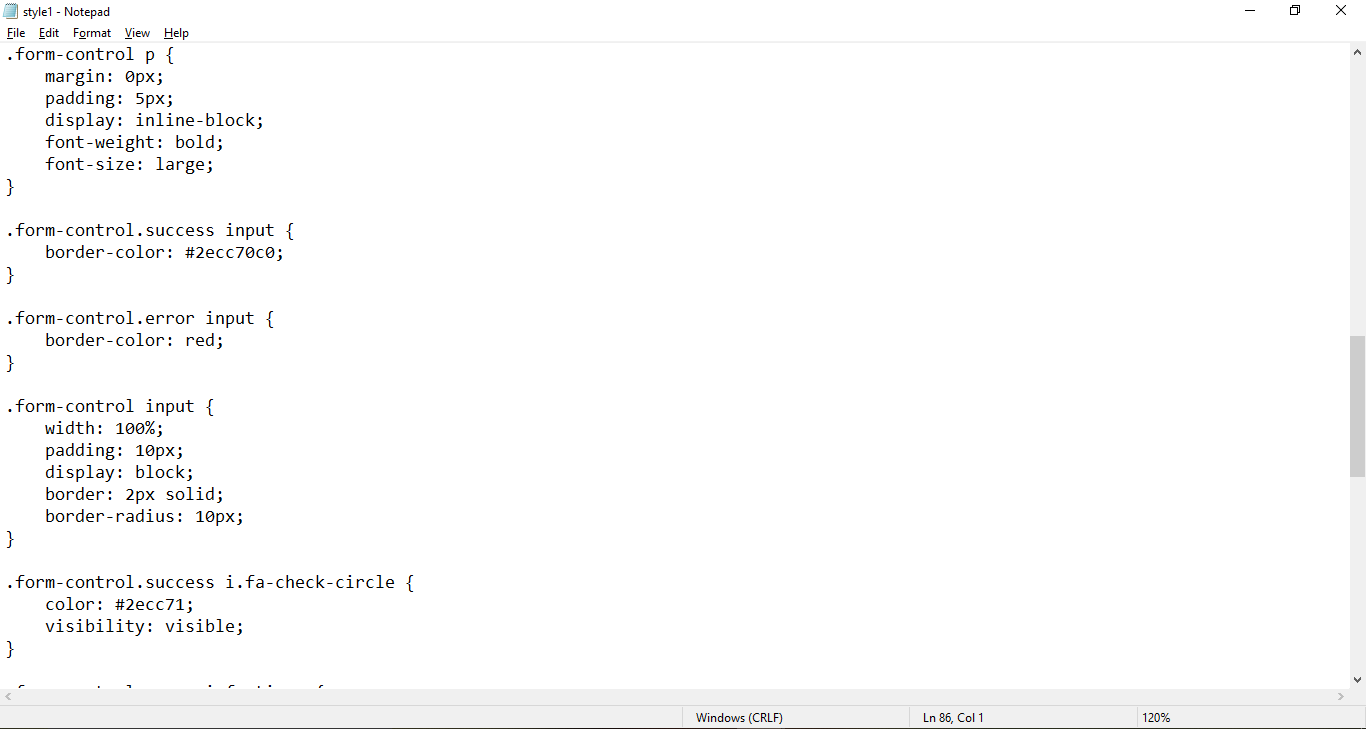 style1 - Notepad
File Edit Format View Help
.form-control p {
    margin: 0px;
    padding: 5px;
    display: inline-block;
    font-weight: bold;
    font-size: large;
}

.form-control.success input {
    border-color: #2ecc70c0;
}

.form-control.error input {
    border-color: red;
}

.form-control input {
    width: 100%;
    padding: 10px;
    display: block;
    border: 2px solid;
    border-radius: 10px;
}

.form-control.success i.fa-check-circle {
    color: #2ecc71;
    visibility: visible;
}

Windows (CRLF) Ln 86, Col 1 120%